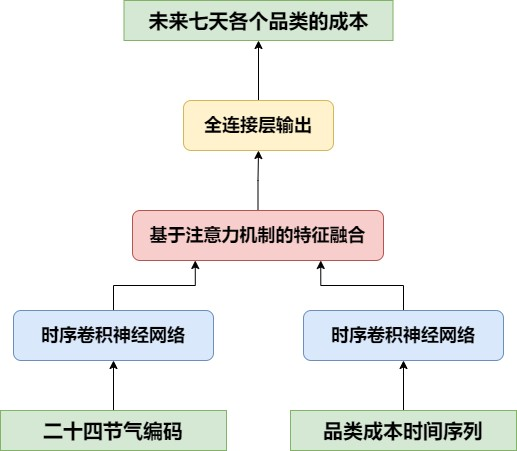 未来七天各个品类的成本
全连接层输出
基于注意力机制的特征融合
时序卷积神经网络
时序卷积神经网络
二十四节气编码
品类成本时间序列